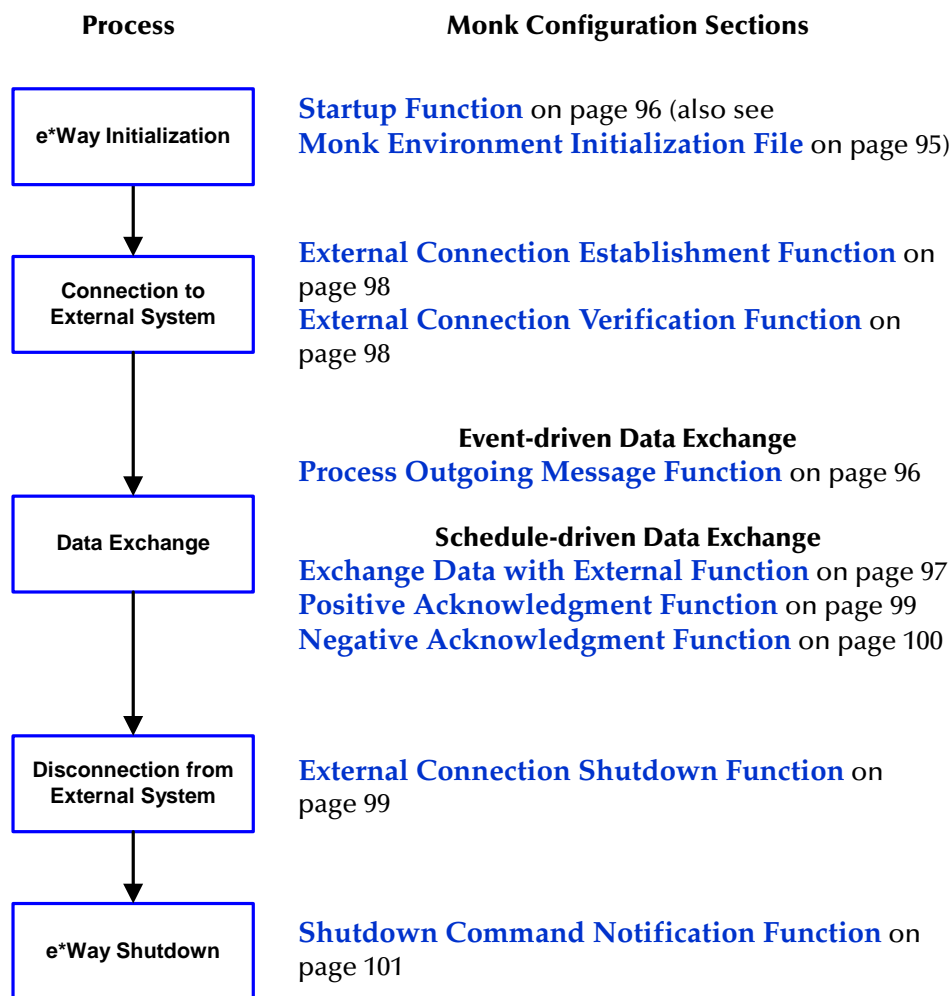 Process
Monk Configuration Sections
e*Way Initialization
Startup Function on page 96 (also see
Monk Environment Initialization File on page 95)
Connection to
External System
External Connection Establishment Function on
page 98
External Connection Verification Function on
page 98
Data Exchange
Event-driven Data Exchange
Process Outgoing Message Function on page 96
Schedule-driven Data Exchange
Exchange Data with External Function on page 97
Positive Acknowledgment Function on page 99
Negative Acknowledgment Function on page 100
Disconnection from
External System
External Connection Shutdown Function on
page 99
e*Way Shutdown
Shutdown Command Notification Function on
page 101